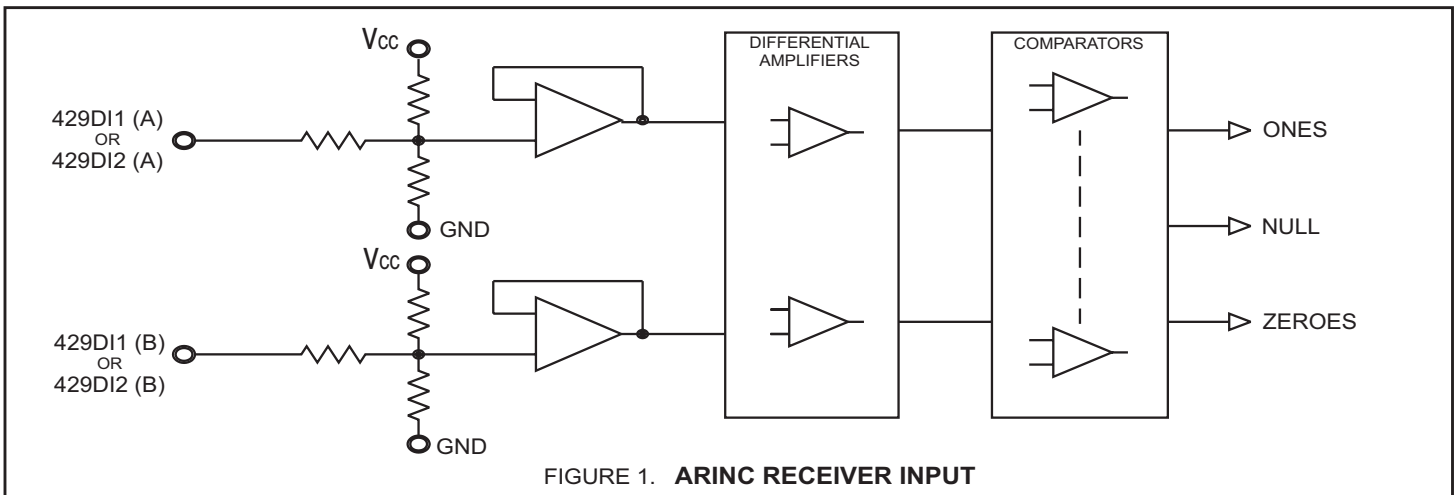 VCC
429DI1 (A)
OR
429DI2 (A)
GND
DIFFERENTIAL
AMPLIFIERS
COMPARATORS
ONES
NULL
ZEROES
VCC
429DI1 (B)
OR
429DI2 (B)
GND
FIGURE 1. ARINC RECEIVER INPUT